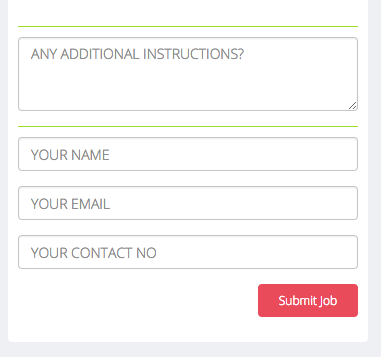 ANY ADDITIONAL INSTRUCTIONS?
YOUR NAME
YOUR EMAIL
YOUR CONTACT NO
Submit Job